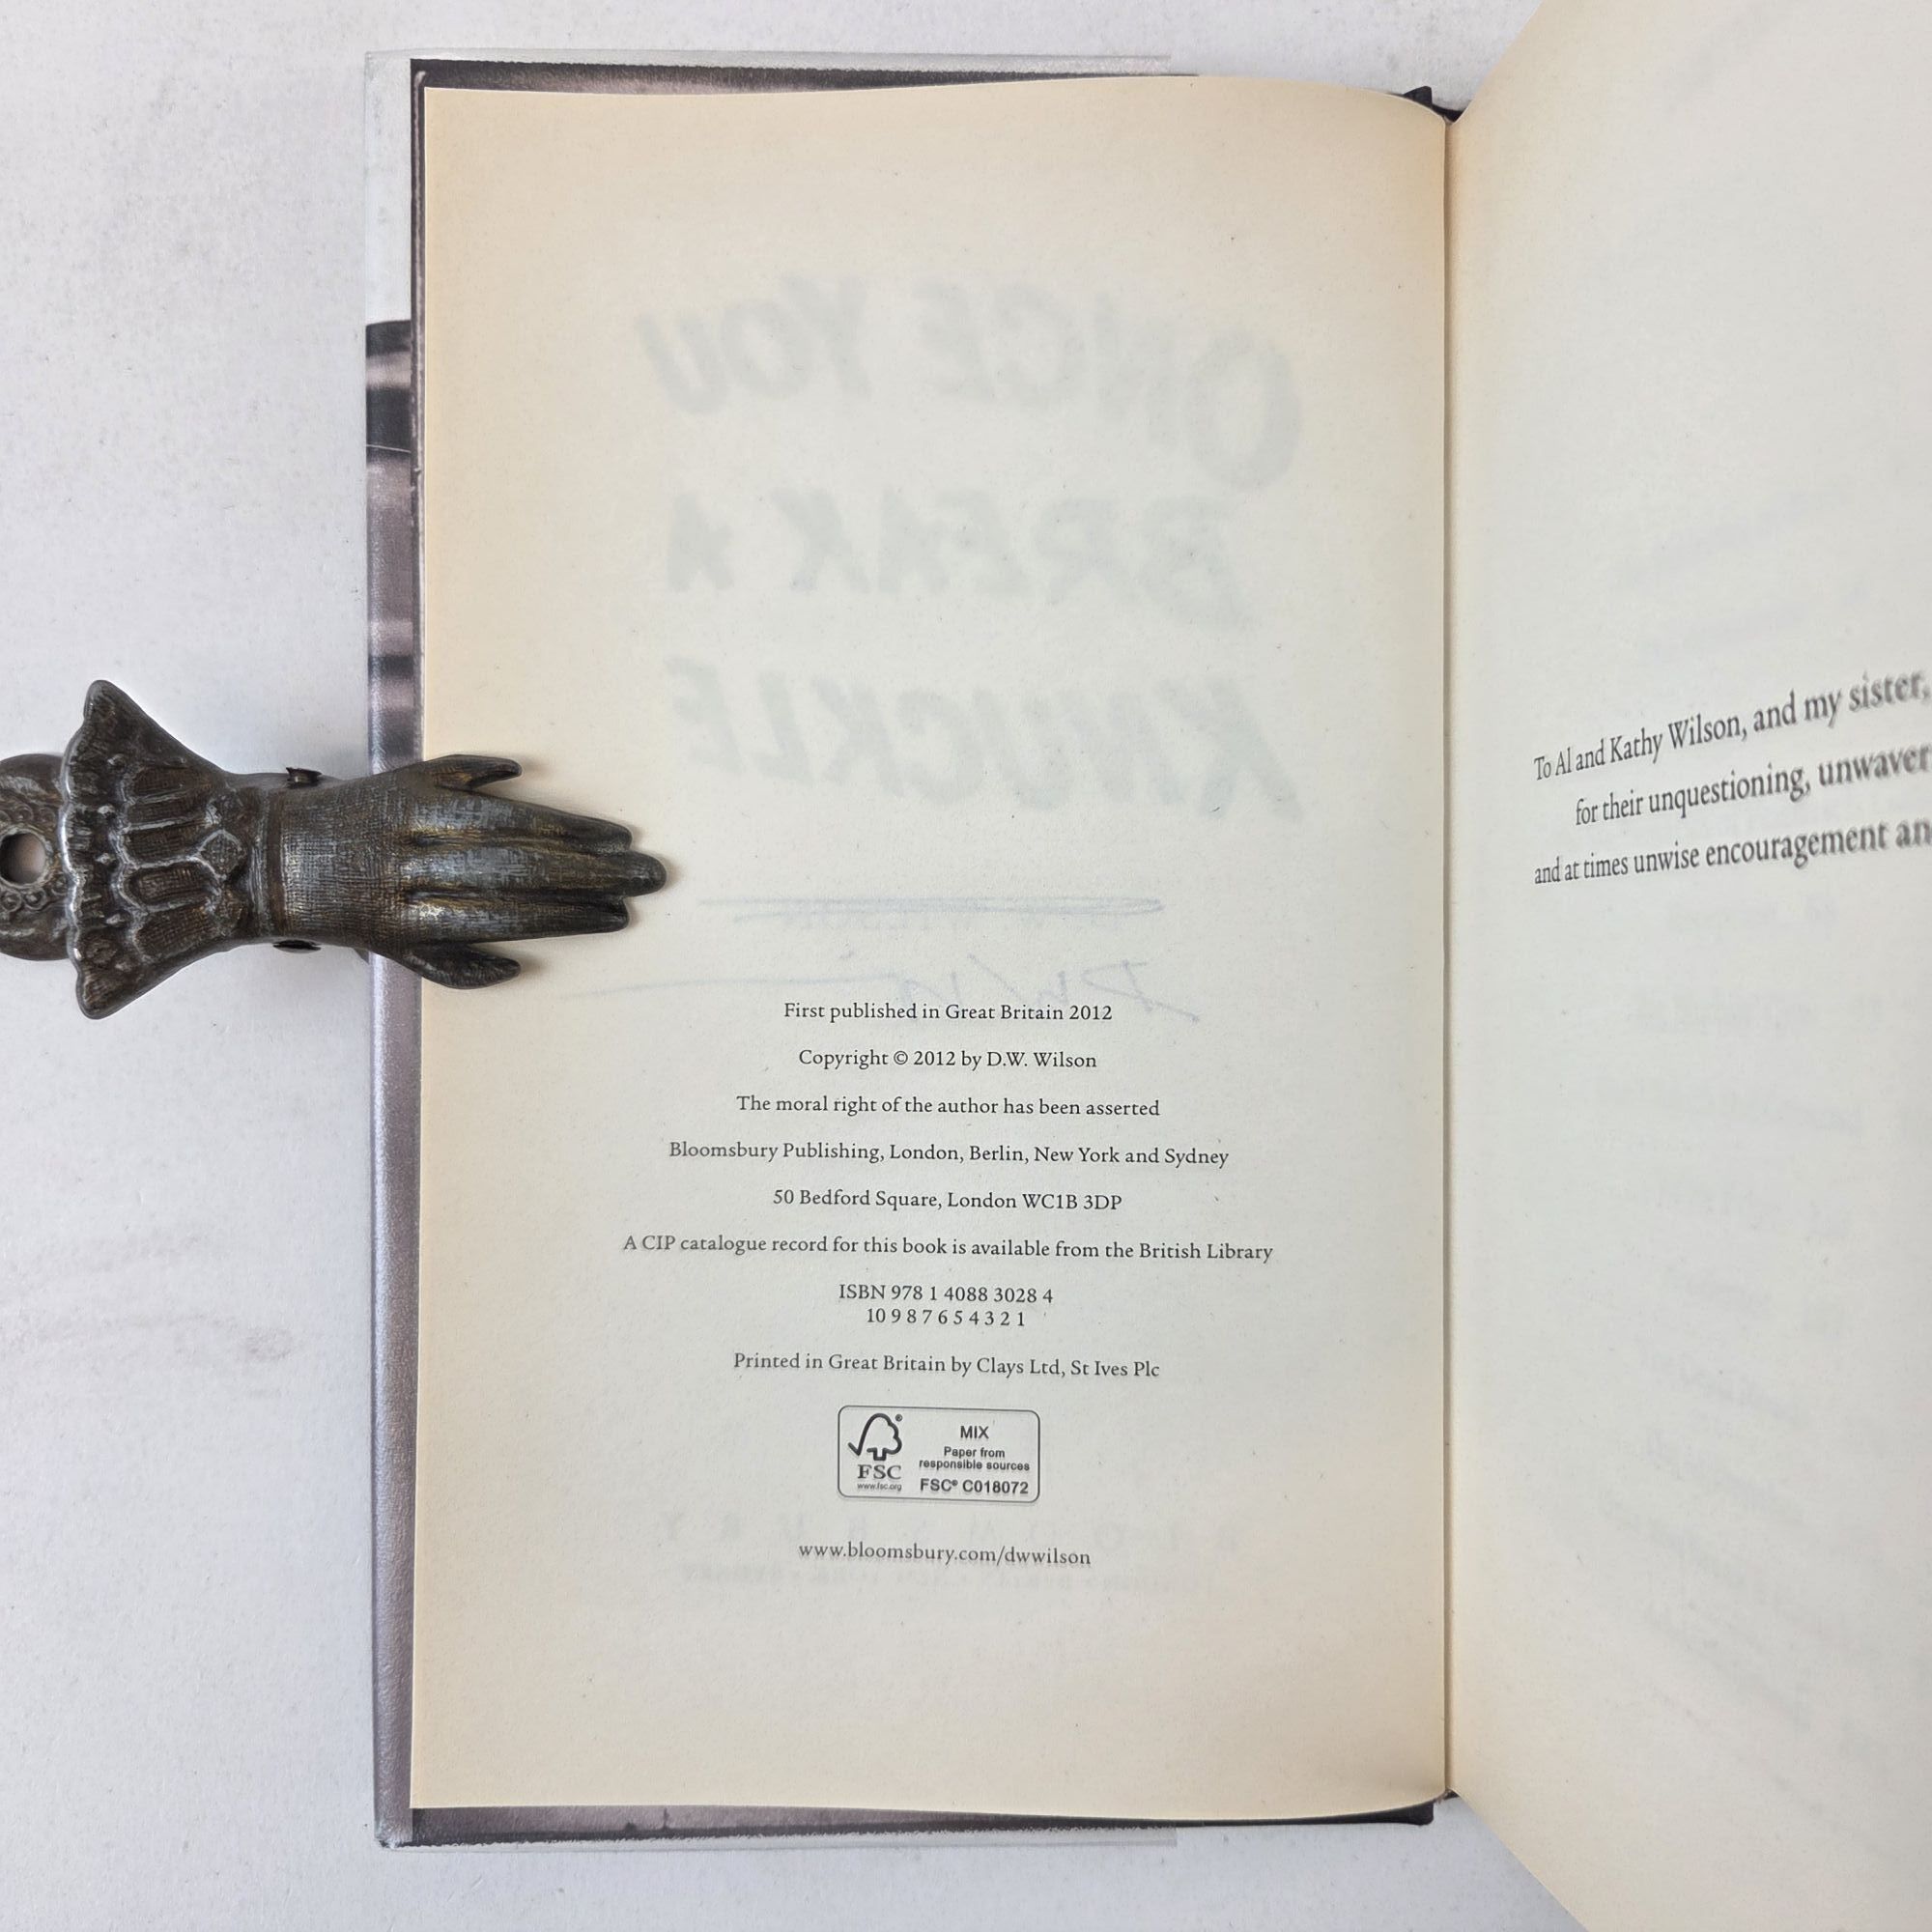 First published in Great Britain 2012
Copyright © 2012 by D.W. Wilson
The moral right of the author has been asserted
Bloomsbury Publishing, London, Berlin, New York and Sydney
50 Bedford Square, London WC1B 3DP
A CIP catalogue record for this book is available from the British Library
ISBN 978 1 4088 3028 4
10 9 8 7 6 5 4 3 2 1
Printed in Great Britain by Clays Ltd, St Ives Plc
FSC
www.fsc.org
MIX
Paper from
responsible sources
FSC® C018072
www.bloomsbury.com/dwwilson
To Al and Kathy Wilson, and my sister,
for their unquestioning,
and at times unwise encouragement
ONCE YOU
BREAK A
KNUCKLE